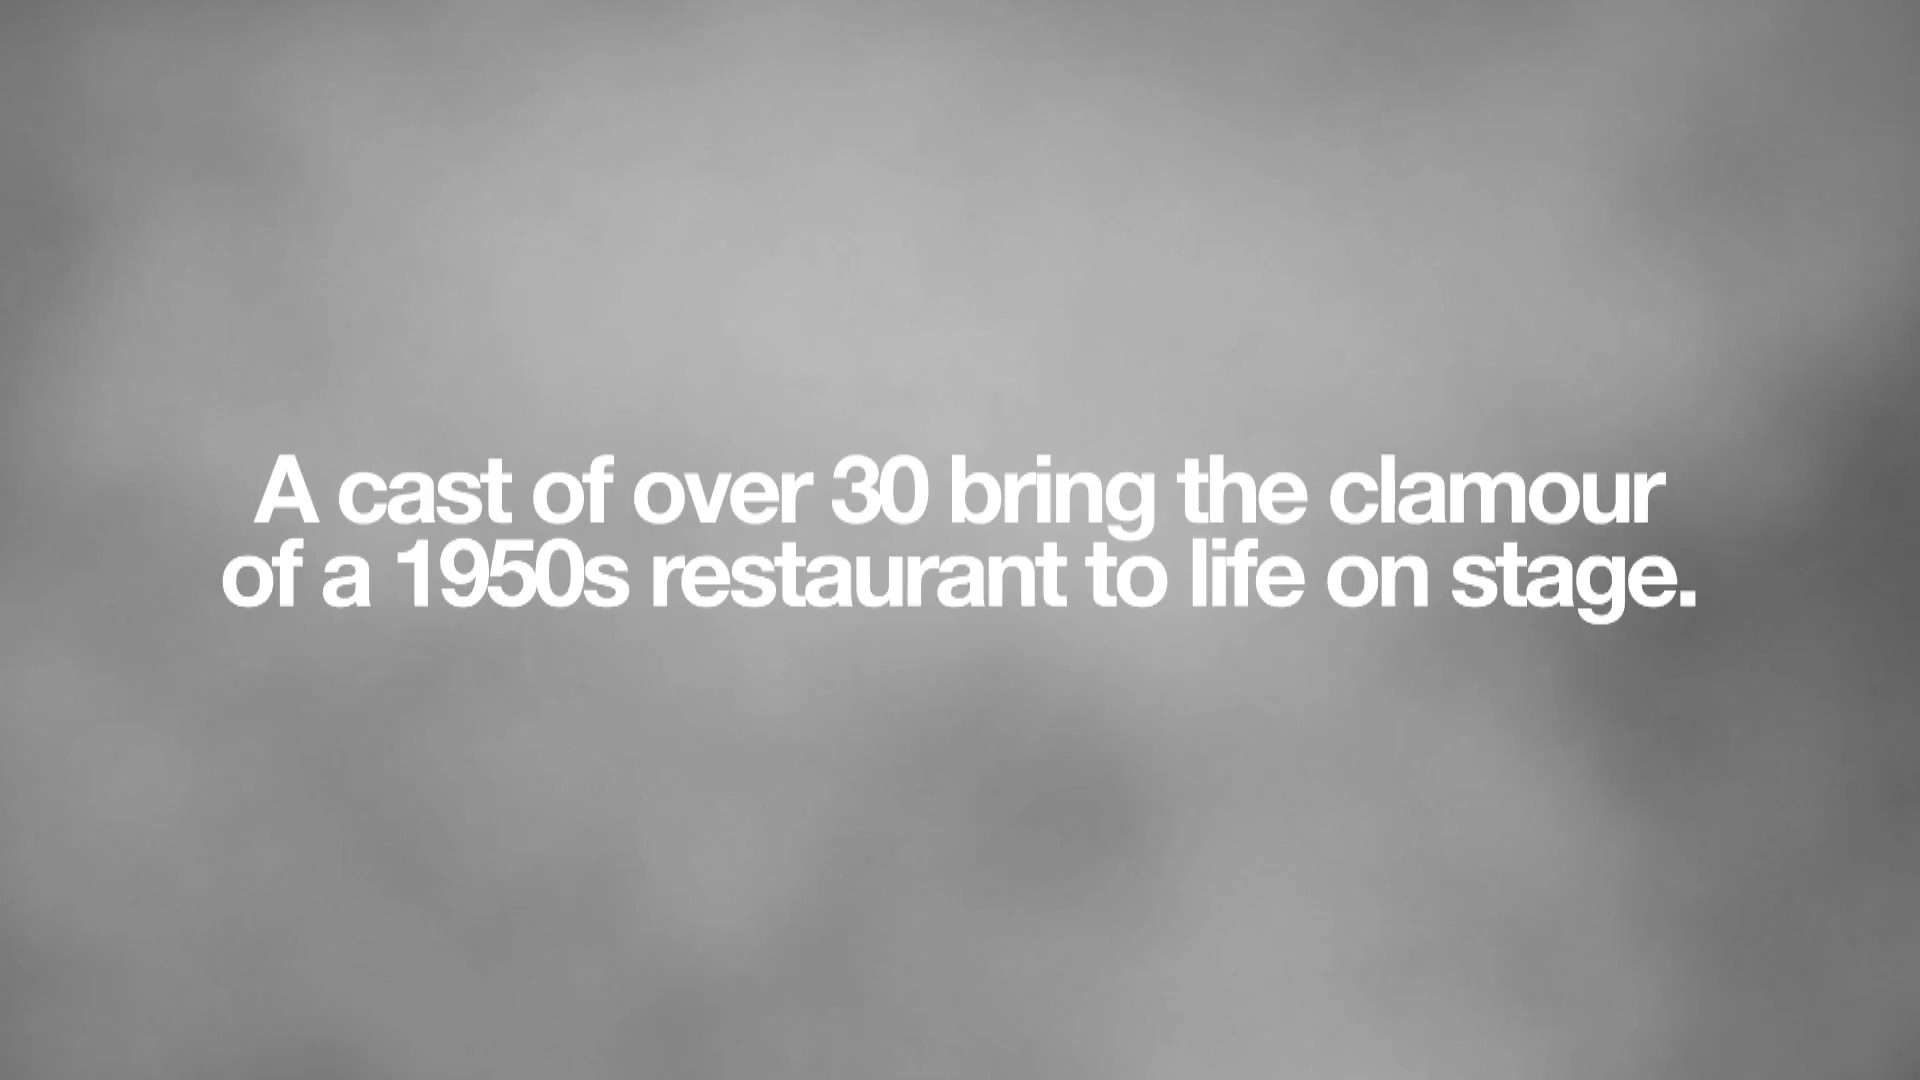 A cast of over 30 bring the clamour
of a 1950s restaurant to life on stage.